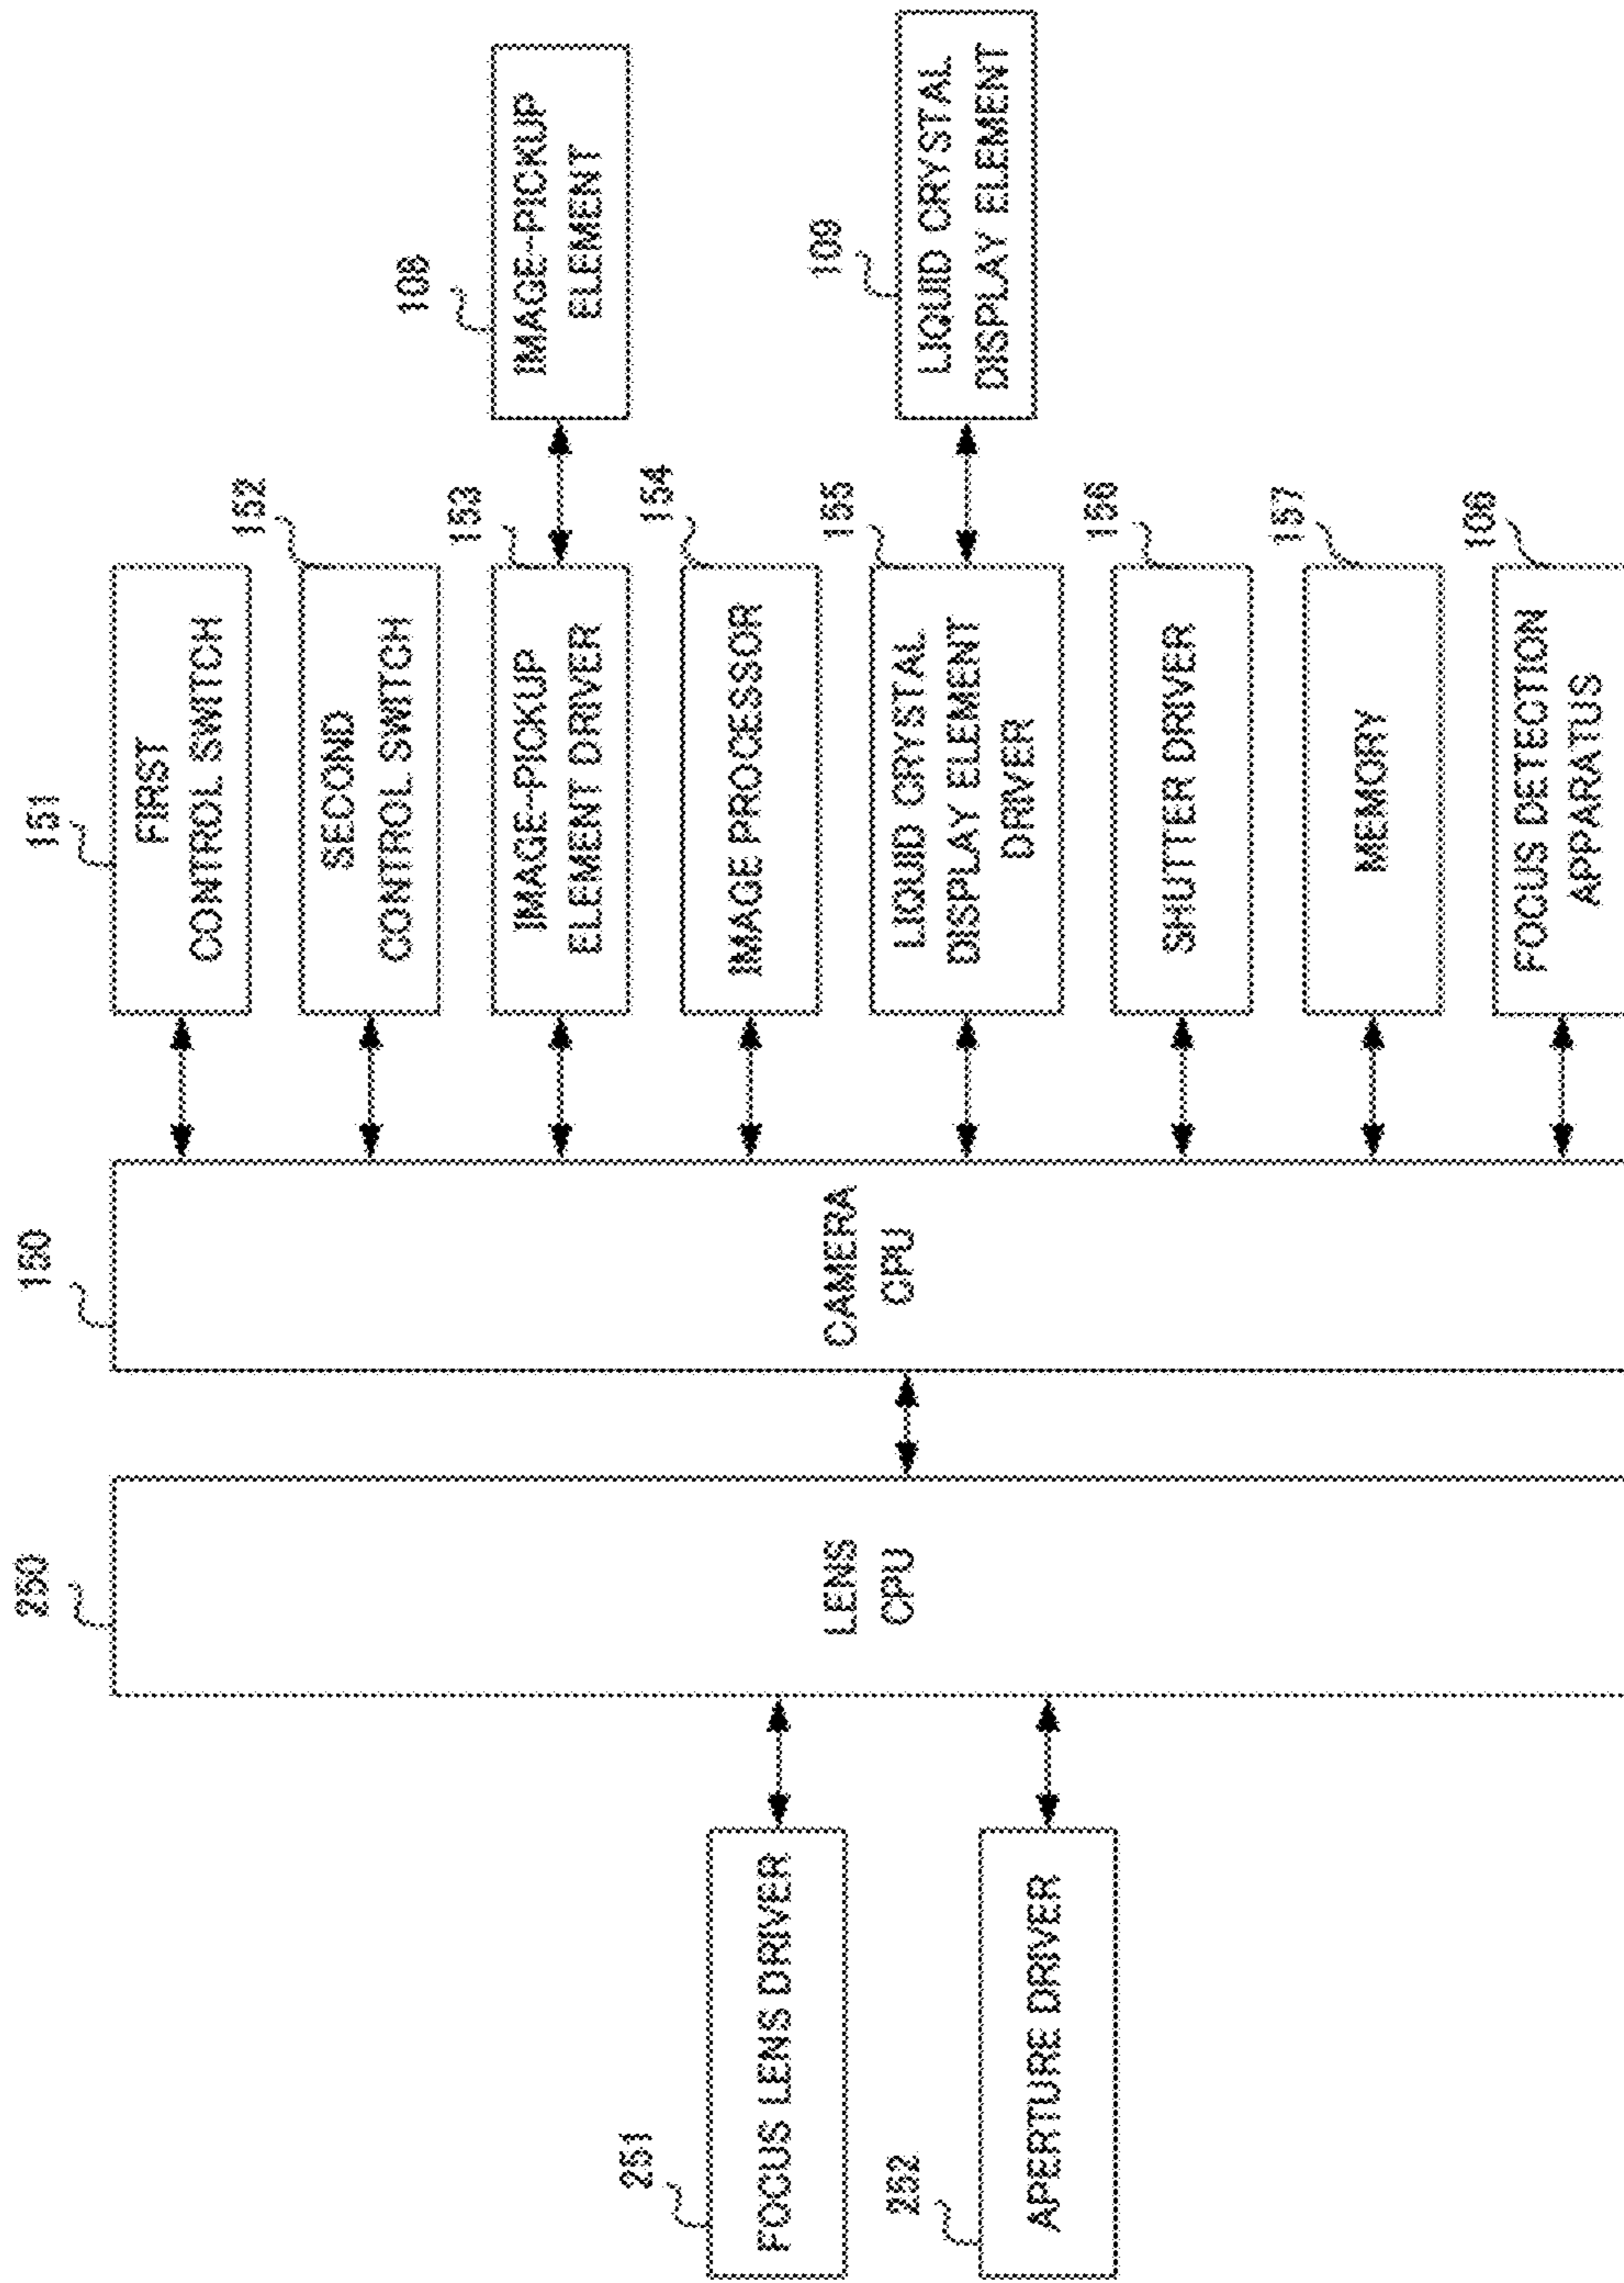 251
FOCUS LENS DRIVER
252
APERTURE DRIVER
250
LENS
CPU
150
CAMERA
CPU
151
FIRST
CONTROL SWITCH
152
SECOND
CONTROL SWITCH
153
IMAGE-PICKUP
ELEMENT DRIVER
154
IMAGE PROCESSOR
155
LIQUID CRYSTAL
DISPLAY ELEMENT
DRIVER
156
SHUTTER DRIVER
157
MEMORY
106
FOCUS DETECTION
APPARATUS
108
IMAGE-PICKUP
ELEMENT
109
LIQUID CRYSTAL
DISPLAY ELEMENT